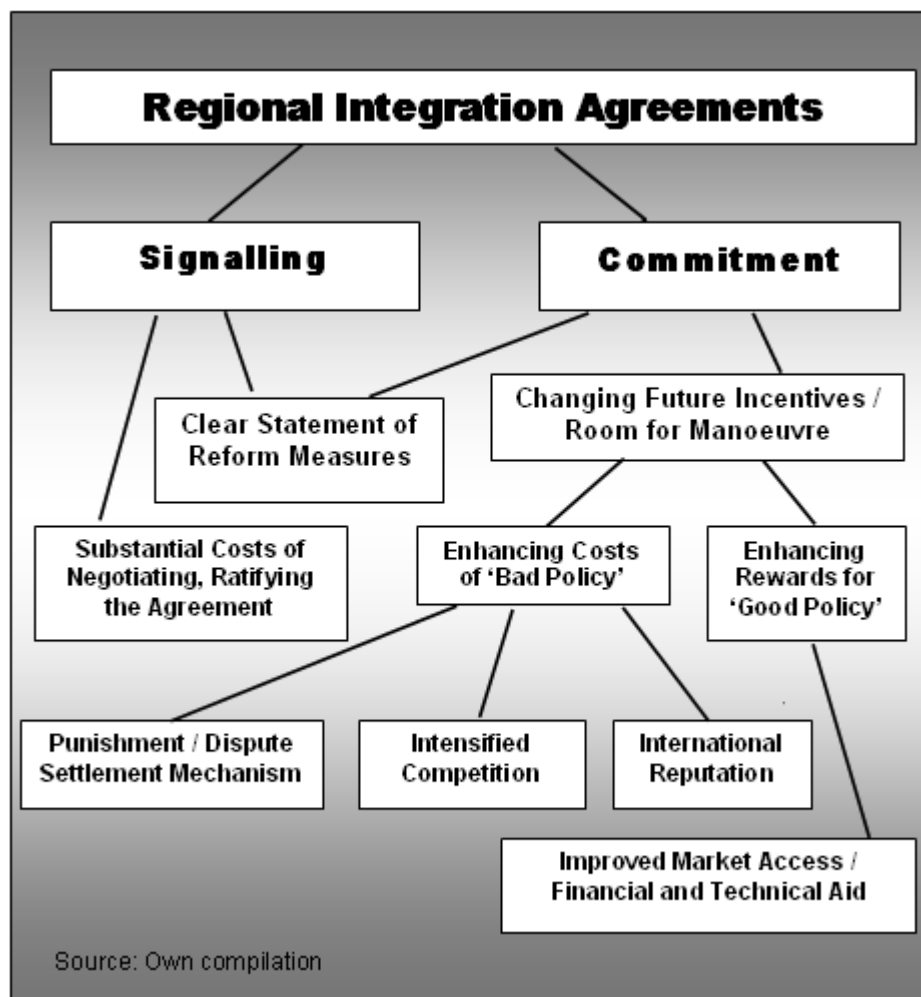 Regional Integration Agreements
Signalling
Commitment
Clear Statement of
Reform Measures
Changing Future Incentives /
Room for Manoeuvre
Substantial Costs of
Negotiating, Ratifying
the Agreement
Enhancing Costs
of ‘Bad Policy’
Enhancing
Rewards for
‘Good Policy’
Punishment / Dispute
Settlement Mechanism
Intensified
Competition
International
Reputation
Improved Market Access /
Financial and Technical Aid
Source: Own compilation